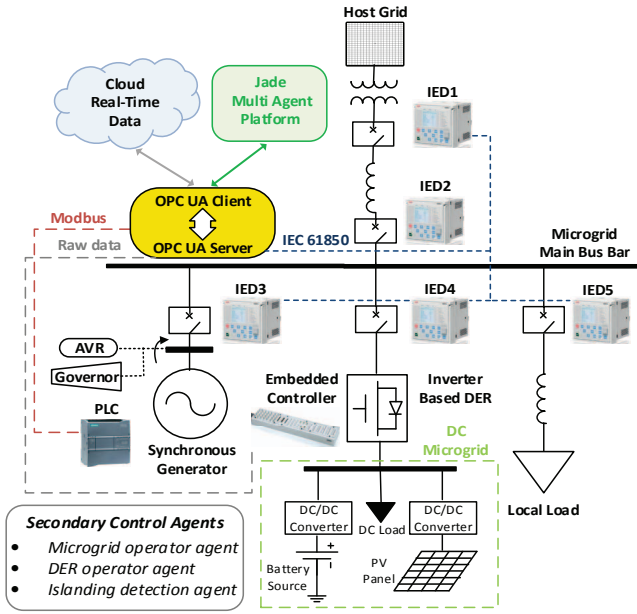 Host Grid
Cloud
Real-Time
Data
Jade
Multi Agent
Platform
IED1
IED2
OPC UA Client
OPC UA Server
Modbus
Raw data
IEC 61850
Microgrid
Main Bus Bar
IED3
IED4
IED5
AVR
Governor
PLC
Synchronous
Generator
Embedded
Controller
Inverter
Based DER
DC
Microgrid
DC/DC
Converter
DC Load
DC/DC
Converter
Local Load
+
Battery
Source
PV
Panel
Secondary Control Agents
• Microgrid operator agent
• DER operator agent
• Islanding detection agent